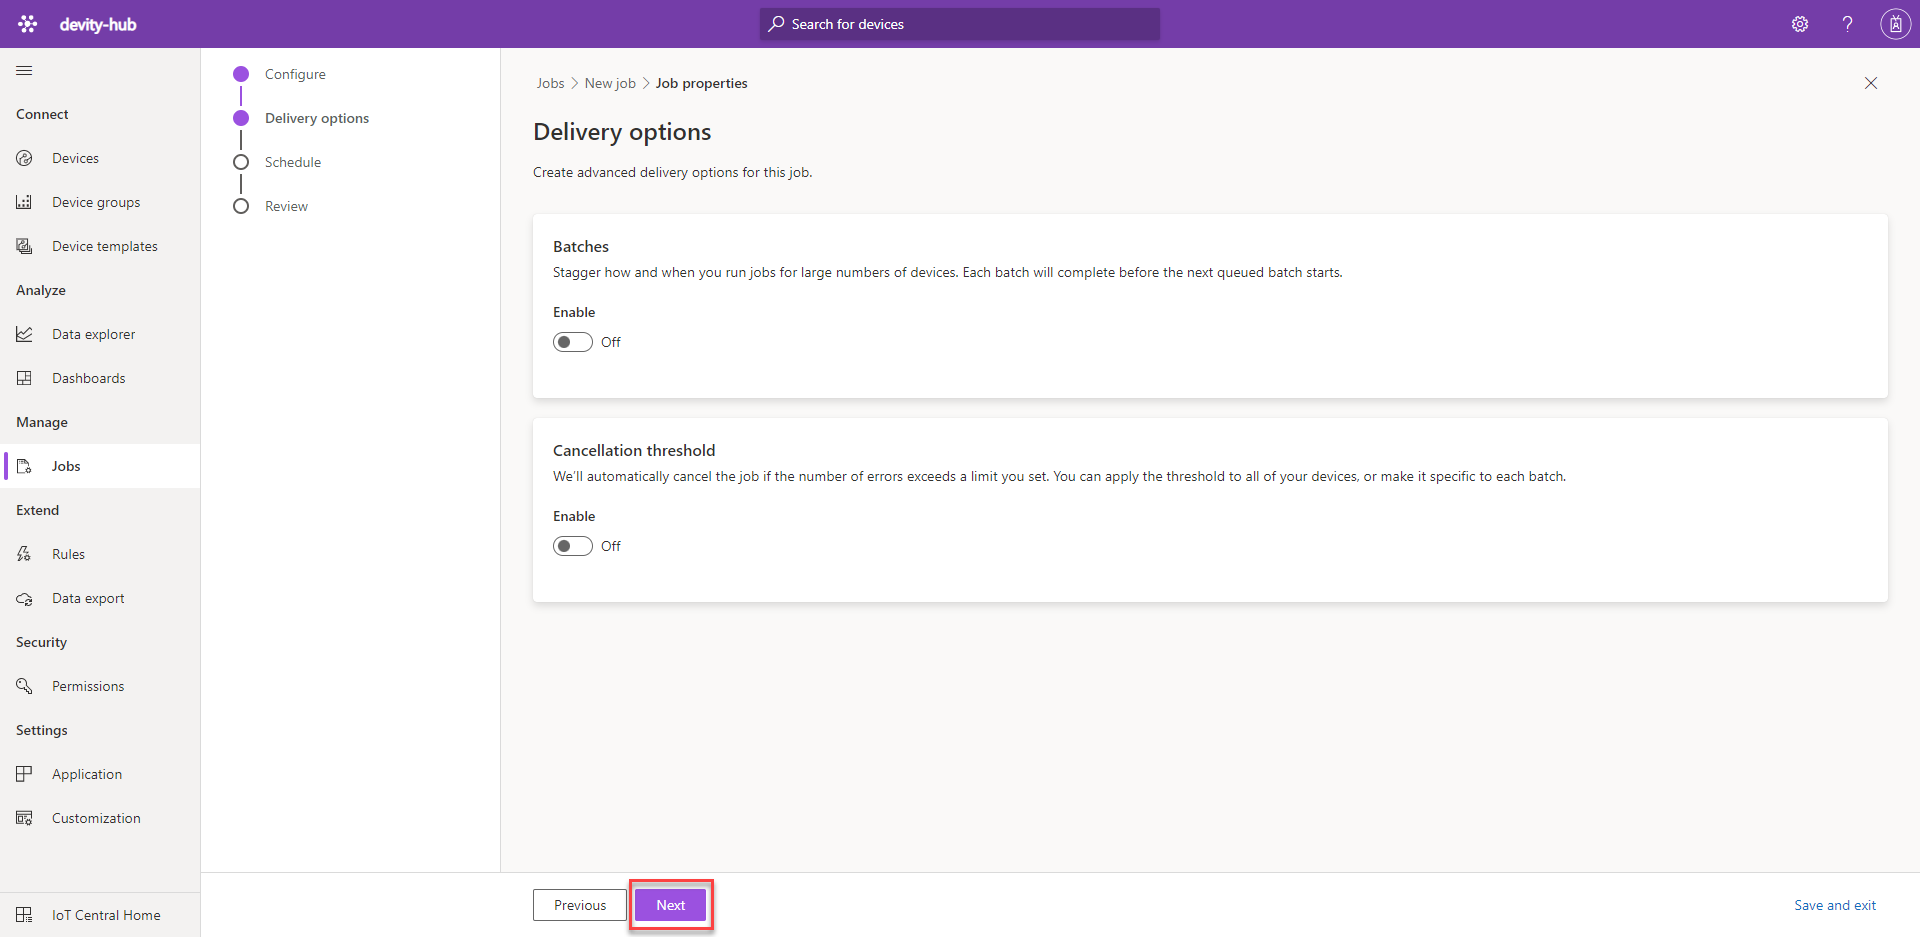 devity-hub
Search for devices
Connect
Devices
Device groups
Device templates
Analyze
Data explorer
Dashboards
Manage
Jobs
Extend
Rules
Data export
Security
Permissions
Settings
Application
Customization
IoT Central Home
Configure
Delivery options
Schedule
Review
Jobs > New job > Job properties
Delivery options
Create advanced delivery options for this job.
Batches
Stagger how and when you run jobs for large numbers of devices. Each batch will complete before the next queued batch starts.
Enable
Off
Cancellation threshold
We'll automatically cancel the job if the number of errors exceeds a limit you set. You can apply the threshold to all of your devices, or make it specific to each batch.
Enable
Off
Previous
Next
Save and exit